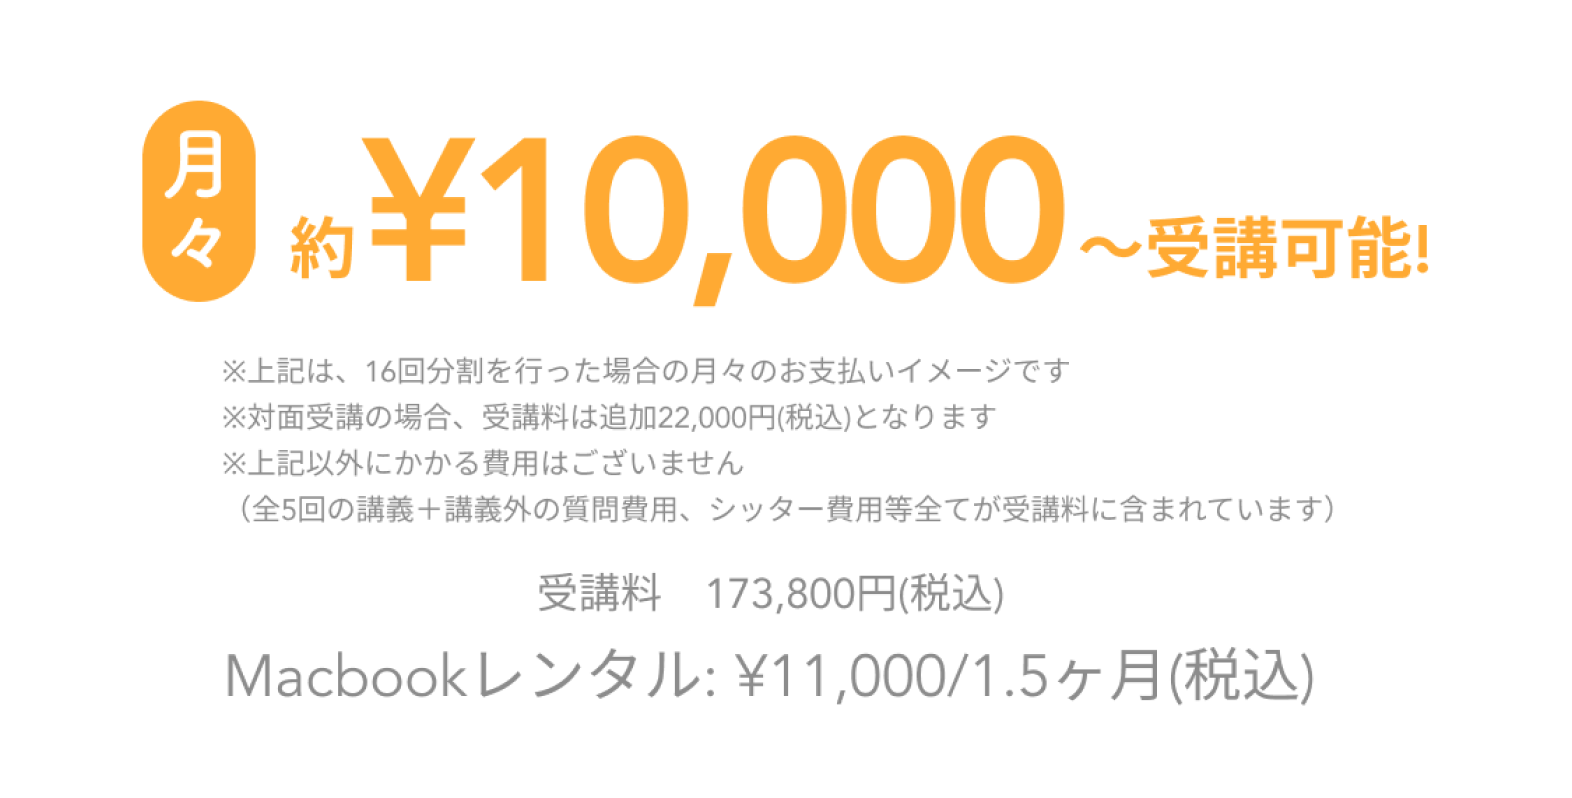 月々
約¥10,000〜受講可能!
※上記は、16回分割を行った場合の月々のお支払いイメージです
※対面受講の場合、受講料は追加22,000円(税込)となります
※上記以外にかかる費用はございません
（全5回の講義＋講義外の質問費用、シッター費用等全てが受講料に含まれています）
受講料　173,800円(税込)
Macbookレンタル: ¥11,000/1.5ヶ月(税込)